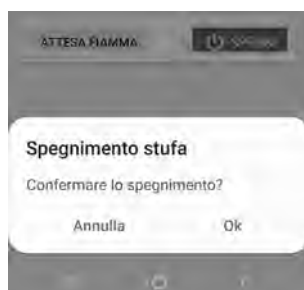 ATTESA FIAMMA
Spegnimento stufa
Confermare lo spegnimento?
Annulla
Ok